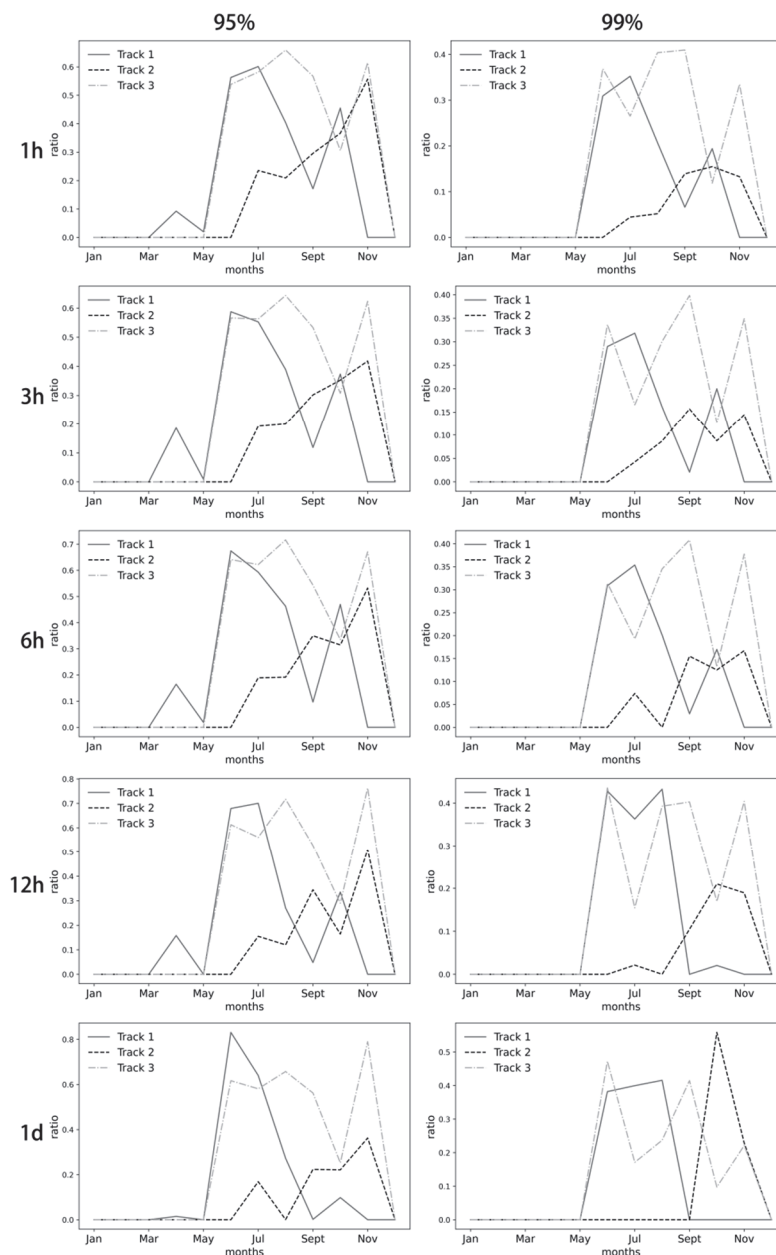 95% 99%
1h
Track 1
Track 2
Track 3
ratio
0.6
0.5
0.4
0.3
0.2
0.1
0.0
Jan Mar May Jul Sept Nov
months
Track 1
Track 2
Track 3
ratio
0.4
0.3
0.2
0.1
0.0
Jan Mar May Jul Sept Nov
months
3h
Track 1
Track 2
Track 3
ratio
0.6
0.5
0.4
0.3
0.2
0.1
0.0
Jan Mar May Jul Sept Nov
months
Track 1
Track 2
Track 3
ratio
0.40
0.35
0.30
0.25
0.20
0.15
0.10
0.05
0.00
Jan Mar May Jul Sept Nov
months
6h
Track 1
Track 2
Track 3
ratio
0.7
0.6
0.5
0.4
0.3
0.2
0.1
0.0
Jan Mar May Jul Sept Nov
months
Track 1
Track 2
Track 3
ratio
0.40
0.35
0.30
0.25
0.20
0.15
0.10
0.05
0.00
Jan Mar May Jul Sept Nov
months
12h
Track 1
Track 2
Track 3
ratio
0.8
0.7
0.6
0.5
0.4
0.3
0.2
0.1
0.0
Jan Mar May Jul Sept Nov
months
Track 1
Track 2
Track 3
ratio
0.4
0.3
0.2
0.1
0.0
Jan Mar May Jul Sept Nov
months
1d
Track 1
Track 2
Track 3
ratio
0.8
0.6
0.4
0.2
0.0
Jan Mar May Jul Sept Nov
months
Track 1
Track 2
Track 3
ratio
0.5
0.4
0.3
0.2
0.1
0.0
Jan Mar May Jul Sept Nov
months